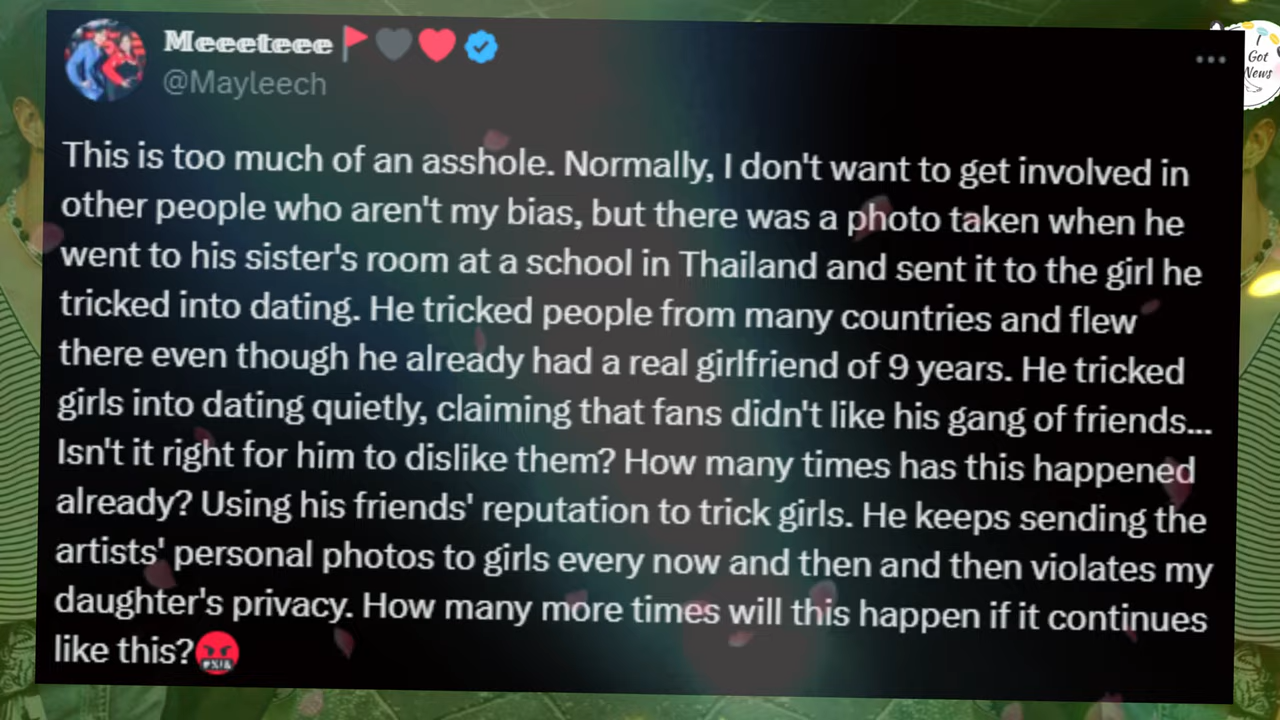 Meeeteee 🚩🖤❤️
@Mayleech
I
Got
News
This is too much of an asshole. Normally, I don't want to get involved in
other people who aren't my bias, but there was a photo taken when he
went to his sister's room at a school in Thailand and sent it to the girl he
tricked into dating. He tricked people from many countries and flew
there even though he already had a real girlfriend of 9 years. He tricked
girls into dating quietly, claiming that fans didn't like his gang of friends...
Isn't it right for him to dislike them? How many times has this happened
already? Using his friends' reputation to trick girls. He keeps sending the
artists' personal photos to girls every now and then and then violates my
daughter's privacy. How many more times will this happen if it continues
like this?🤬